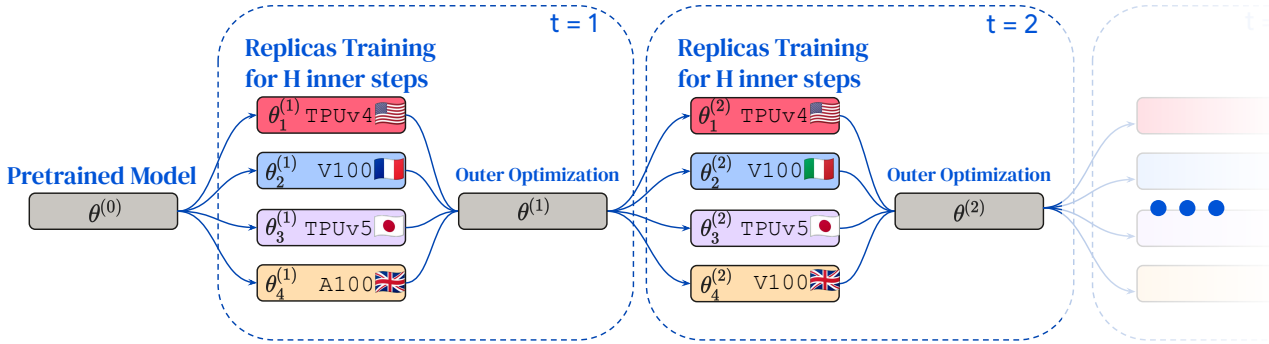 Pretrained Model
θ^(0)
t = 1
Replicas Training
for H inner steps
θ_1^(1) TPUv4
θ_2^(1) V100
θ_3^(1) TPUv5
θ_4^(1) A100
Outer Optimization
θ^(1)
t = 2
Replicas Training
for H inner steps
θ_1^(2) TPUv4
θ_2^(2) V100
θ_3^(2) TPUv5
θ_4^(2) V100
Outer Optimization
θ^(2)
t =